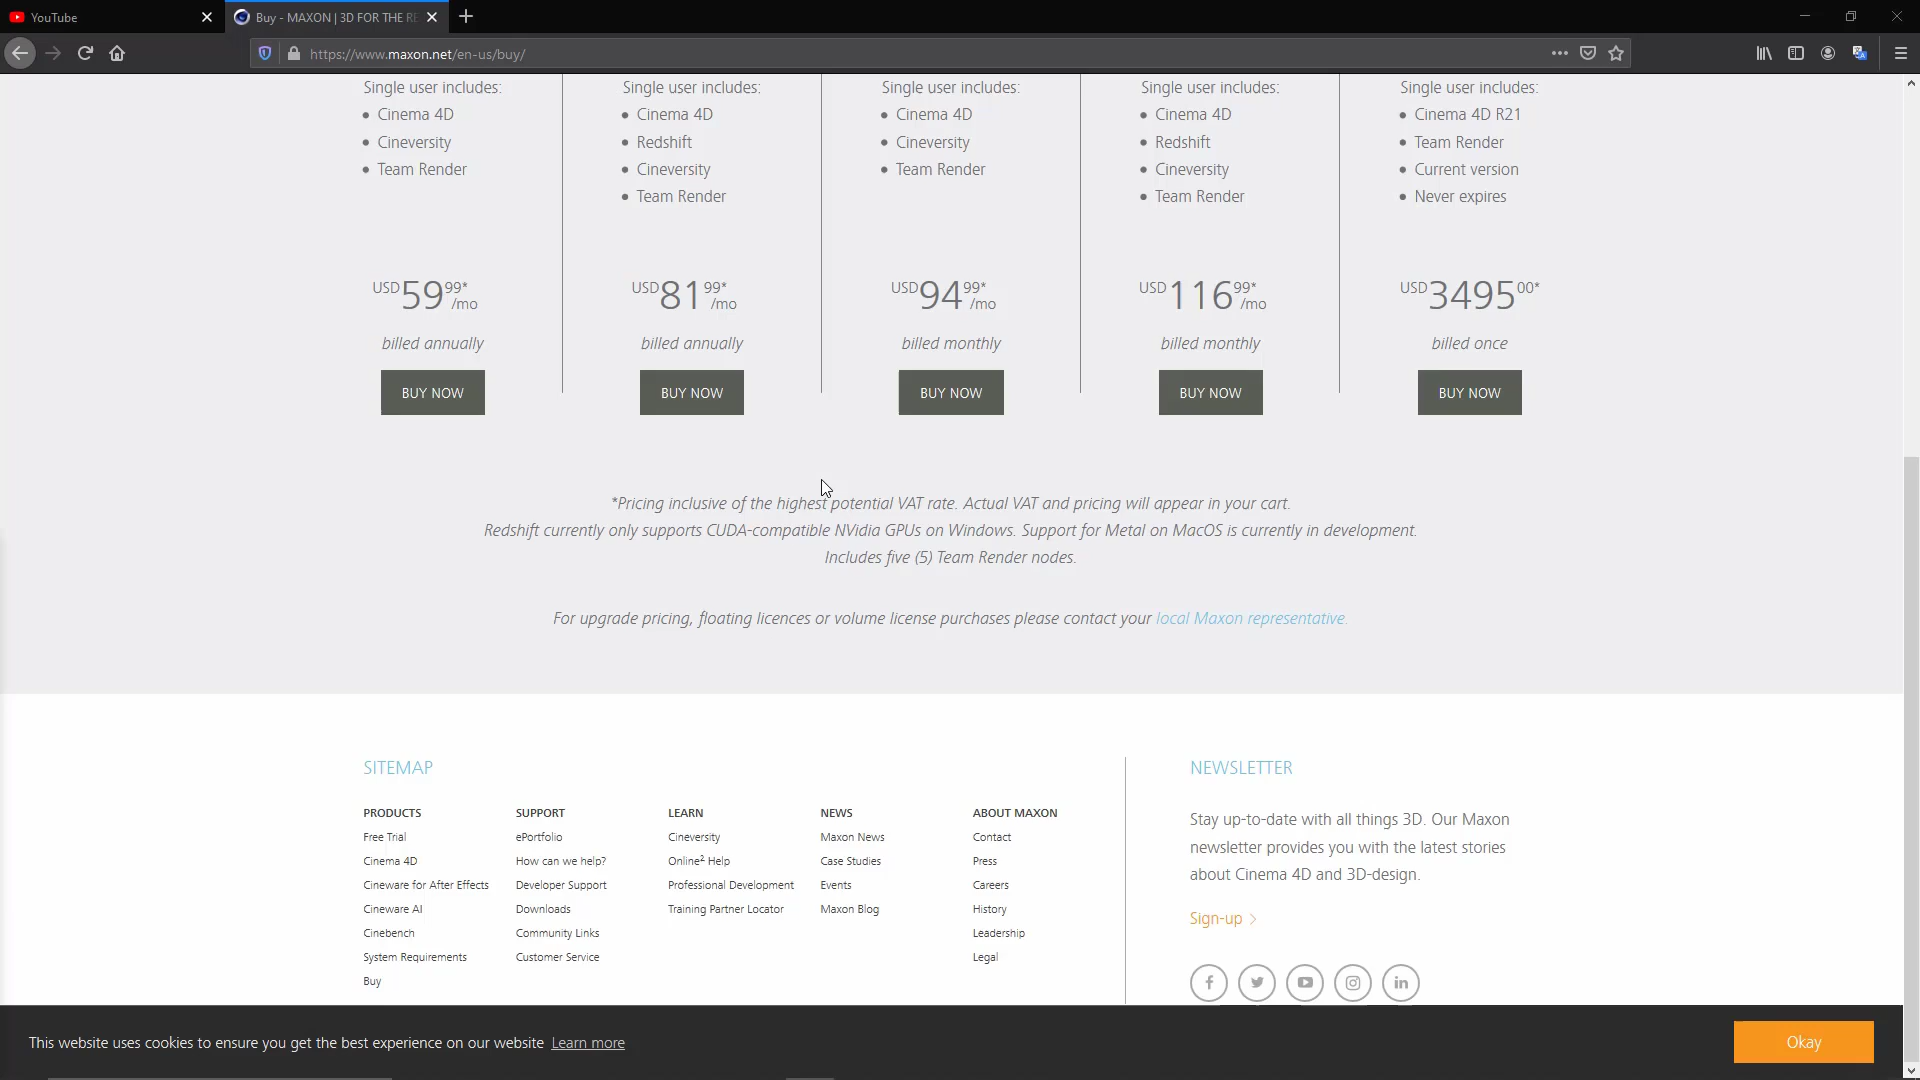 YouTube
Buy - MAXON | 3D FOR THE RE
https://www.maxon.net/en-us/buy/
Single user includes:
• Cinema 4D
• Cineversity
• Team Render
USD 59 99* /mo
billed annually
BUY NOW
Single user includes:
• Cinema 4D
• Redshift
• Cineversity
• Team Render
USD 81 99* /mo
billed annually
BUY NOW
Single user includes:
• Cinema 4D
• Cineversity
• Team Render
USD 94 99* /mo
billed monthly
BUY NOW
Single user includes:
• Cinema 4D
• Redshift
• Cineversity
• Team Render
USD 116 99* /mo
billed monthly
BUY NOW
Single user includes:
• Cinema 4D R21
• Team Render
• Current version
• Never expires
USD 3495 00*
billed once
BUY NOW
*Pricing inclusive of the highest potential VAT rate. Actual VAT and pricing will appear in your cart.
Redshift currently only supports CUDA-compatible NVidia GPUs on Windows. Support for Metal on MacOS is currently in development.
Includes five (5) Team Render nodes.
For upgrade pricing, floating licences or volume license purchases please contact your local Maxon representative.
SITEMAP
PRODUCTS
Free Trial
Cinema 4D
Cineware for After Effects
Cineware AI
Cinebench
System Requirements
Buy
SUPPORT
ePortfolio
How can we help?
Developer Support
Downloads
Community Links
Customer Service
LEARN
Cineversity
Online² Help
Professional Development
Training Partner Locator
NEWS
Maxon News
Case Studies
Events
Maxon Blog
ABOUT MAXON
Contact
Press
Careers
History
Leadership
Legal
NEWSLETTER
Stay up-to-date with all things 3D. Our Maxon
newsletter provides you with the latest stories
about Cinema 4D and 3D-design.
Sign-up >
This website uses cookies to ensure you get the best experience on our website Learn more
Okay